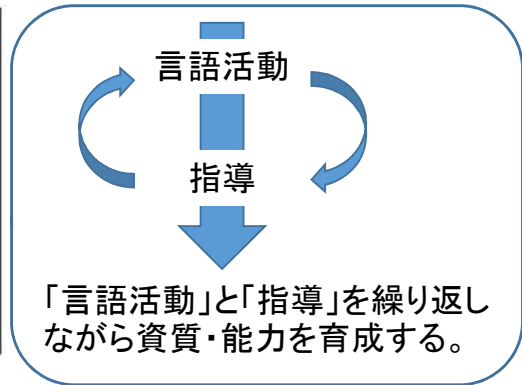 言語活動
指導
「言語活動」と「指導」を繰り返し
ながら資質・能力を育成する。